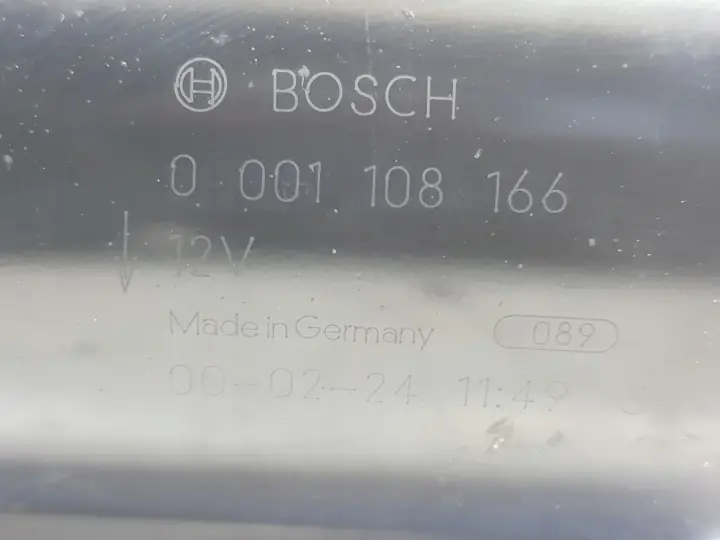 BOSCH
0 001 108 166
12V
Made in Germany 089
00-02-24 11:49